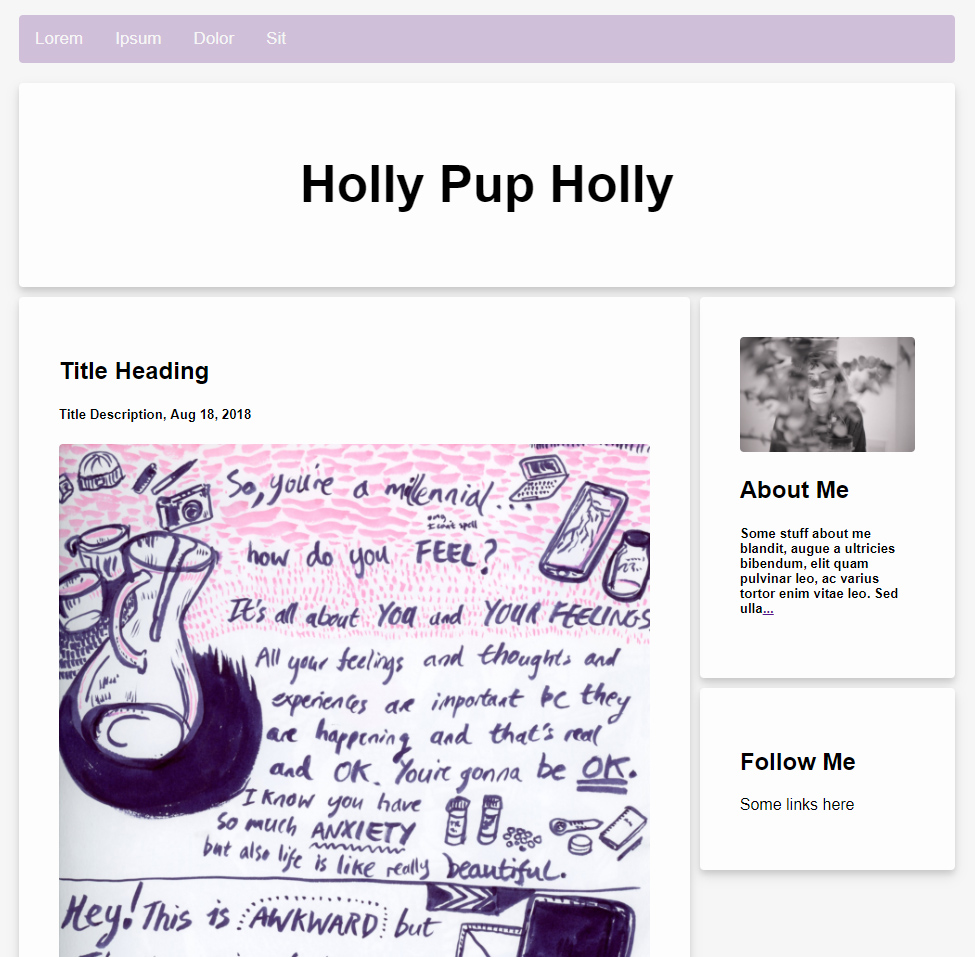 Lorem Ipsum Dolor Sit
Holly Pup Holly
Title Heading
Title Description, Aug 18, 2018
So, you're a millennial...
omg, I can't spell
how do you FEEL?
It's all about YOU and YOUR FEELINGS
All your feelings and thoughts and
experiences are important bc they
are happening and that's real
and OK. You're gonna be OK.
I know you have
so much ANXIETY
but also life is like really beautiful.
Hey! This is AWKWARD but
About Me
Some stuff about me
blandit, augue a ultricies
bibendum, elit quam
pulvinar leo, ac varius
tortor enim vitae leo. Sed
ulla...
Follow Me
Some links here